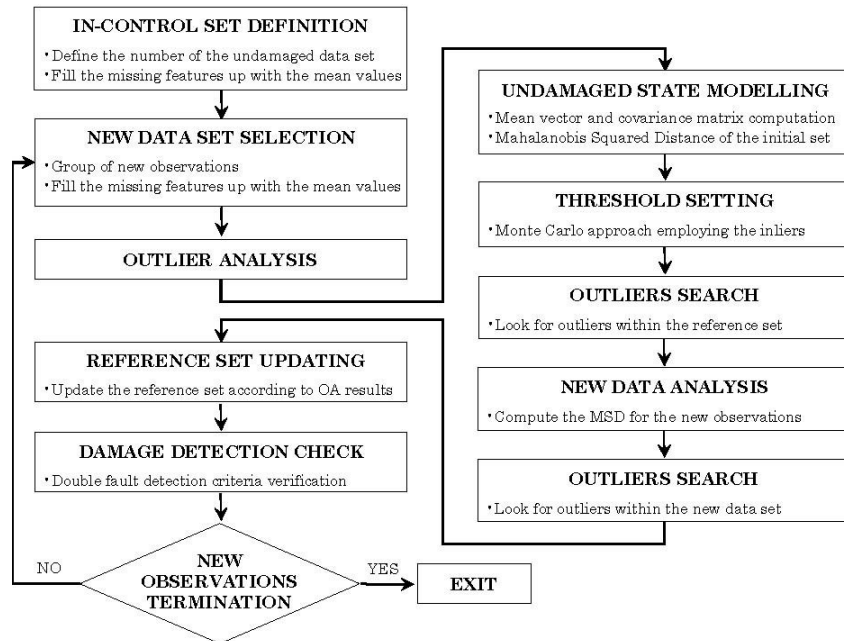 IN-CONTROL SET DEFINITION
· Define the number of the undamaged data set
· Fill the missing features up with the mean values
NEW DATA SET SELECTION
· Group of new observations
· Fill the missing features up with the mean values
OUTLIER ANALYSIS
UNDAMAGED STATE MODELLING
· Mean vector and covariance matrix computation
· Mahalanobis Squared Distance of the initial set
THRESHOLD SETTING
· Monte Carlo approach employing the inliers
OUTLIERS SEARCH
· Look for outliers within the reference set
NEW DATA ANALYSIS
· Compute the MSD for the new observations
OUTLIERS SEARCH
· Look for outliers within the new data set
REFERENCE SET UPDATING
· Update the reference set according to OA results
DAMAGE DETECTION CHECK
· Double fault detection criteria verification
NEW
OBSERVATIONS
TERMINATION
NO
YES
EXIT